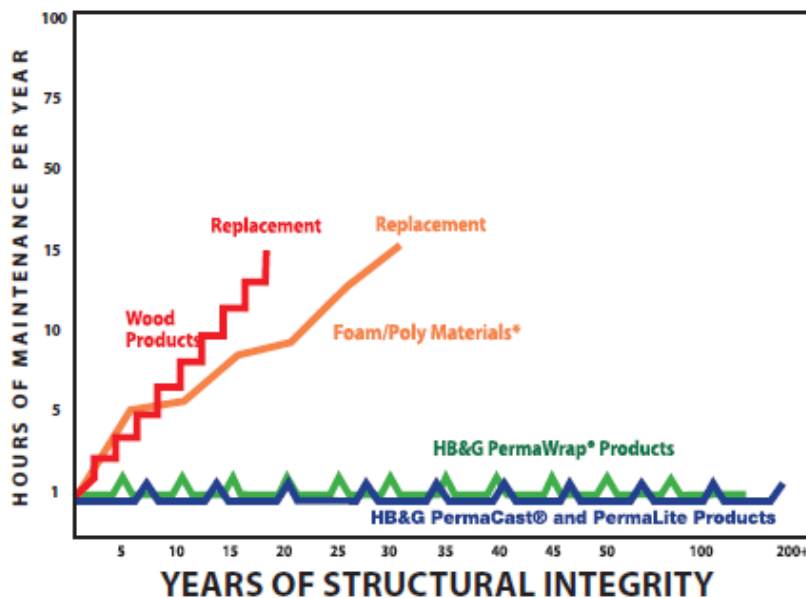 HOURS OF MAINTENANCE PER YEAR
100
75
50
15
10
5
1
Replacement
Replacement
Wood
Products
Foam/Poly Materials*
HB&G PermaWrap® Products
HB&G PermaCast® and PermaLite Products
5 10 15 20 25 30 35 40 45 50 100 200+
YEARS OF STRUCTURAL INTEGRITY